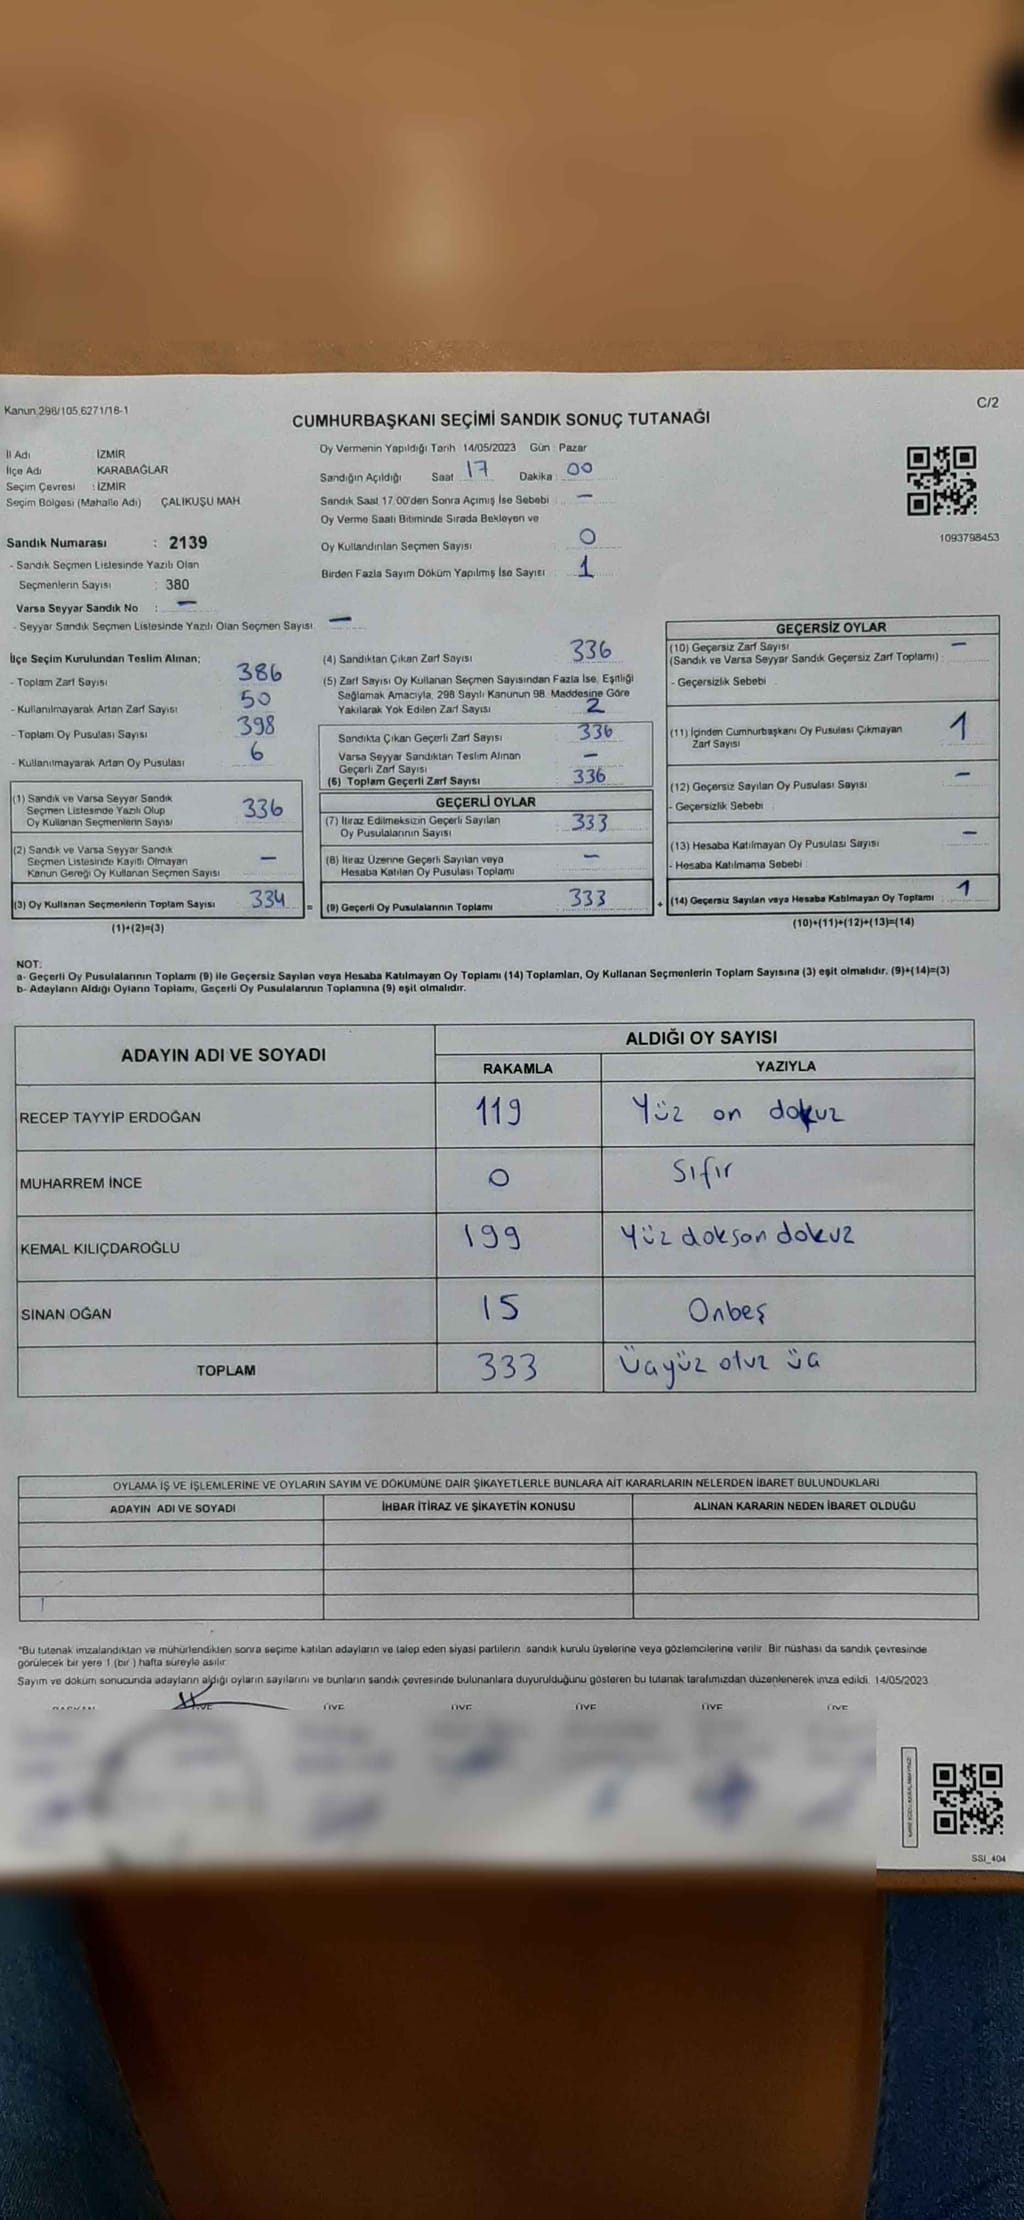 Kanun 298/105,6271/18-1
C/2
CUMHURBAŞKANI SEÇİMİ SANDIK SONUÇ TUTANAĞI
İl Adı İZMİR
İlçe Adı KARABAĞLAR
Seçim Çevresi : İZMİR
Seçim Bölgesi (Mahalle Adı) ÇALIKUŞU MAH.
Sandık Numarası : 2139
- Sandık Seçmen Listesinde Yazılı Olan
Seçmenlerin Sayısı : 380
Varsa Seyyar Sandık No : —
- Seyyar Sandık Seçmen Listesinde Yazılı Olan Seçmen Sayısı —
Oy Vermenin Yapıldığı Tarih 14/05/2023 Gün : Pazar
Sandığın Açıldığı Saat 17 Dakika : 00
Sandık Saat 17.00'den Sonra Açımış İse Sebebi : —
Oy Verme Saati Bitiminde Sırada Bekleyen ve
Oy Kullandırılan Seçmen Sayısı 0
Birden Fazla Sayım Döküm Yapılmış İse Sayısı : 1
1093798453
İlçe Seçim Kurulundan Teslim Alınan;
- Toplam Zarf Sayısı 386
- Kullanılmayarak Artan Zarf Sayısı 50
- Toplam Oy Pusulası Sayısı 398
- Kullanılmayarak Artan Oy Pusulası 6
(1) Sandık ve Varsa Seyyar Sandık
Seçmen Listesinde Yazılı Olup
Oy Kullanan Seçmenlerin Sayısı 336
(2) Sandık ve Varsa Seyyar Sandık
Seçmen Listesinde Kayıtlı Olmayan
Kanun Gereği Oy Kullanan Seçmen Sayısı —
(3) Oy Kullanan Seçmenlerin Toplam Sayısı 334 =
(1)+(2)=(3)
(4) Sandıktan Çıkan Zarf Sayısı 336
(5) Zarf Sayısı Oy Kullanan Seçmen Sayısından Fazla İse, Eşitliği
Sağlamak Amacıyla, 298 Sayılı Kanunun 98. Maddesine Göre
Yakılarak Yok Edilen Zarf Sayısı 2
Sandıkta Çıkan Geçerli Zarf Sayısı 336
Varsa Seyyar Sandıktan Teslim Alınan
Geçerli Zarf Sayısı —
(6) Toplam Geçerli Zarf Sayısı 336
GEÇERLİ OYLAR
(7) İtiraz Edilmeksizin Geçerli Sayılan
Oy Pusulalarının Sayısı 333
(8) İtiraz Üzerine Geçerli Sayılan veya
Hesaba Katılan Oy Pusulası Toplamı —
(9) Geçerli Oy Pusulalarının Toplamı 333 +
GEÇERSİZ OYLAR
(10) Geçersiz Zarf Sayısı —
(Sandık ve Varsa Seyyar Sandık Geçersiz Zarf Toplamı) :
- Geçersizlik Sebebi
(11) İçinden Cumhurbaşkanı Oy Pusulası Çıkmayan
Zarf Sayısı 1
(12) Geçersiz Sayılan Oy Pusulası Sayısı —
- Geçersizlik Sebebi
(13) Hesaba Katılmayan Oy Pusulası Sayısı —
- Hesaba Katılmama Sebebi
(14) Geçersiz Sayılan veya Hesaba Katılmayan Oy Toplamı 1
(10)+(11)+(12)+(13)=(14)
NOT:
a- Geçerli Oy Pusulalarının Toplamı (9) ile Geçersiz Sayılan veya Hesaba Katılmayan Oy Toplamı (14) Toplamları, Oy Kullanan Seçmenlerin Toplam Sayısına (3) eşit olmalıdır. (9)+(14)=(3)
b- Adayların Aldığı Oyların Toplamı, Geçerli Oy Pusulalarının Toplamına (9) eşit olmalıdır.
ADAYIN ADI VE SOYADI ALDIĞI OY SAYISI
RAKAMLA YAZIYLA
RECEP TAYYİP ERDOĞAN 119 Yüz on dokuz
MUHARREM İNCE 0 Sıfır
KEMAL KILIÇDAROĞLU 199 Yüz doksan dokuz
SİNAN OĞAN 15 Onbeş
TOPLAM 333 Üçyüz otuz üç
OYLAMA İŞ VE İŞLEMLERİNE VE OYLARIN SAYIM VE DÖKÜMÜNE DAİR ŞİKAYETLERLE BUNLARA AİT KARARLARIN NELERDEN İBARET BULUNDUKLARI
ADAYIN ADI VE SOYADI İHBAR İTİRAZ VE ŞİKAYETİN KONUSU ALINAN KARARIN NEDEN İBARET OLDUĞU
"Bu tutanak imzalandıktan ve mühürlendikten sonra seçime katılan adayların ve talep eden siyasi partilerin sandık kurulu üyelerine veya gözlemcilerine verilir. Bir nüshası da sandık çevresinde
görülecek bir yere 1 (bir ) hafta süreyle asılır.
Sayım ve döküm sonucunda adayların aldığı oyların sayılarını ve bunların sandık çevresinde bulunanlara duyurulduğunu gösteren bu tutanak tarafımızdan düzenlenerek imza edildi. 14/05/2023
BAŞKAN ÜYE ÜYE ÜYE ÜYE ÜYE ÜYE
SSI_404